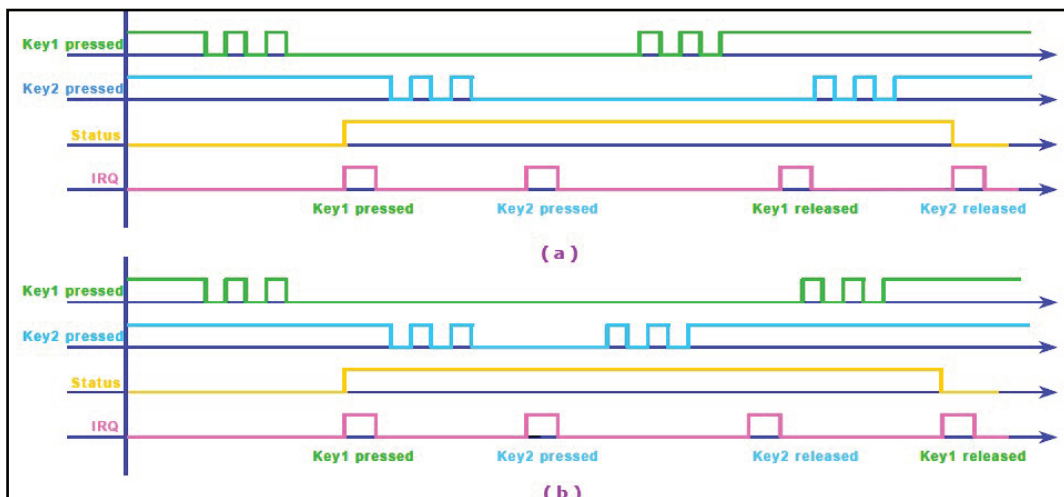 Key1 pressed
Key2 pressed
Status
IRQ
Key1 pressed Key2 pressed Key1 released Key2 released
(a)
Key1 pressed
Key2 pressed
Status
IRQ
Key1 pressed Key2 pressed Key2 released Key1 released
(b)